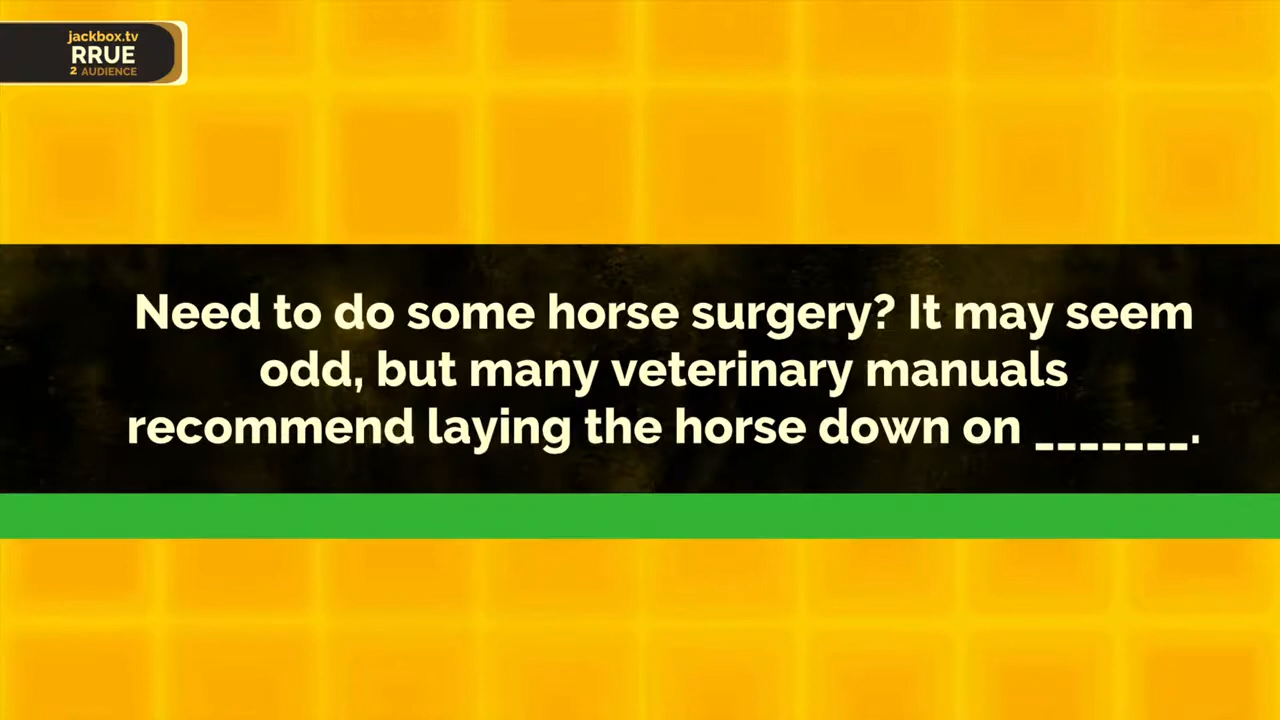 jackbox.tv
RRUE
2 AUDIENCE
Need to do some horse surgery? It may seem
odd, but many veterinary manuals
recommend laying the horse down on _______.